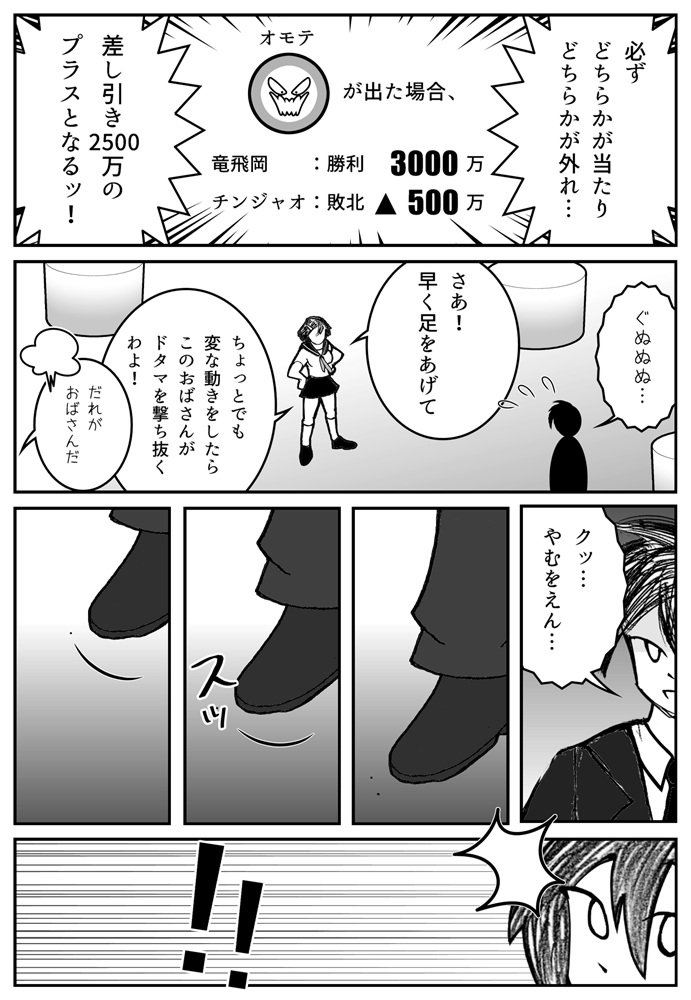 必ず
どちらかが当たり
どちらかが外れ…
オモテ
が出た場合、
竜飛岡　：勝利　3000万
チンジャオ：敗北　▲500万
差し引き
2500万の
プラスとなるッ！
ぐぬぬぬ…
さあ！
早く足をあげて
ちょっとでも
変な動きをしたら
このおばさんが
ドタマを撃ち抜く
わよ！
だれが
おばさんだ
クッ…
やむをえん…
スッ
!!